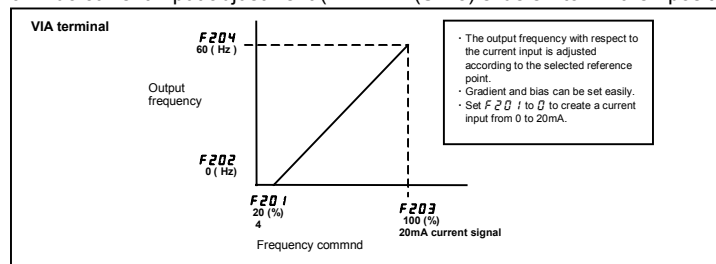 VIA terminal
F204
60 ( Hz )
Output
frequency
F202
0 ( Hz)
F201
20 (%)
4
F203
100 (%)
20mA current signal
Frequency commnd
· The output frequency with respect to
the current input is adjusted
according to the selected reference
point.
· Gradient and bias can be set easily.
· Set F201 to 0 to create a current
input from 0 to 20mA.